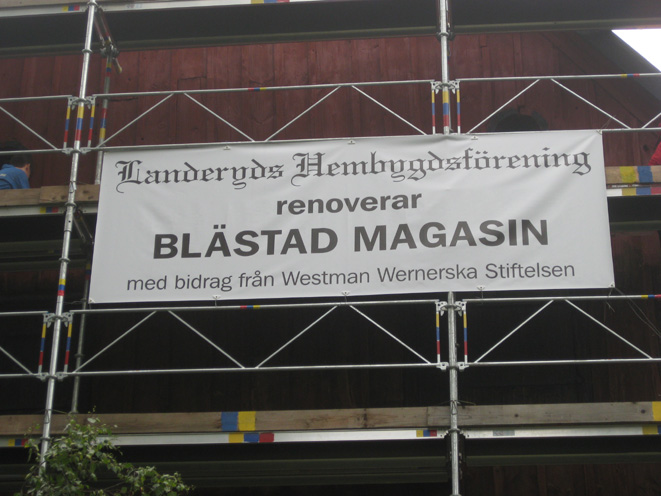 Landeryds Hembygdsförening
renoverar
BLÄSTAD MAGASIN
med bidrag från Westman Wernerska Stiftelsen